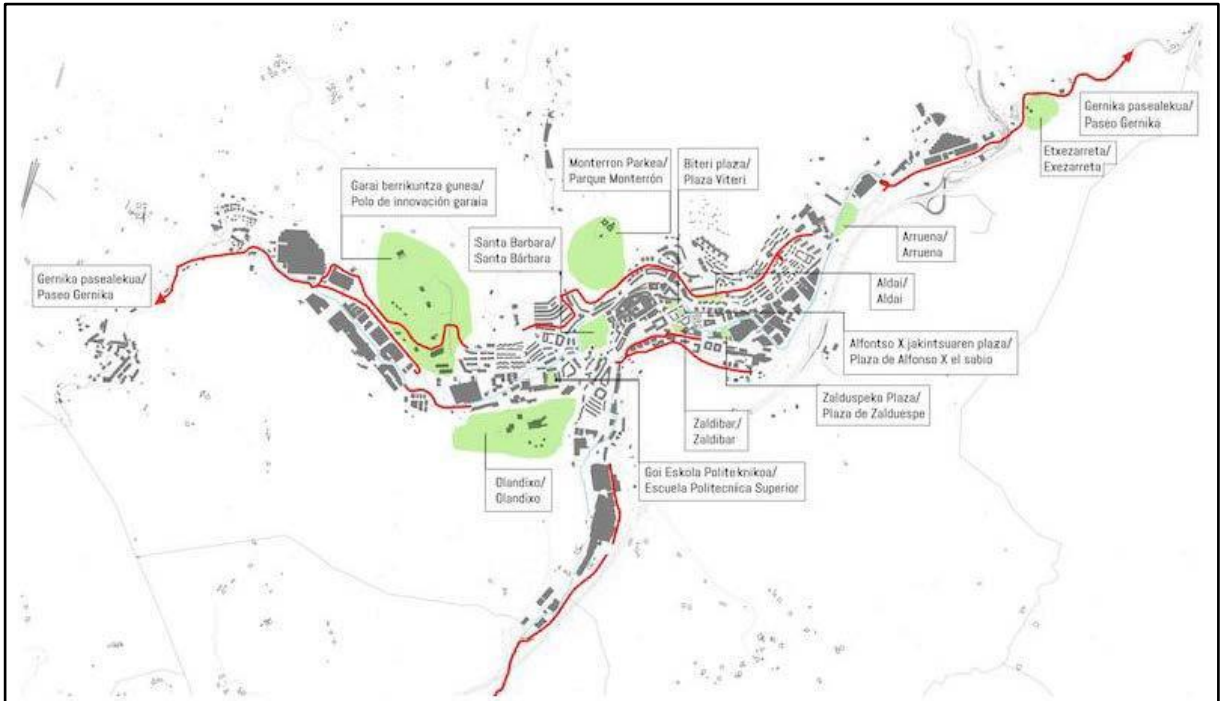 Gernika pasealekua/
Paseo Gernika
Monterron Parkea/
Parque Monterrón
Biteri plaza/
Plaza Viteri
Etxezarreta/
Exezarreta
Garai berrikuntza gunea/
Polo de innovación garaia
Santa Barbara/
Santa Bárbara
Arruena/
Arruena
Gernika pasealekua/
Paseo Gernika
Aldai/
Aldai
Alfontso X jakintsuaren plaza/
Plaza de Alfonso X el sabio
Zalduspeko Plaza/
Plaza de Zalduespe
Zaldibar/
Zaldibar
Goi Eskola Politeknikoa/
Escuela Politecnica Superior
Olandixo/
Olandixo